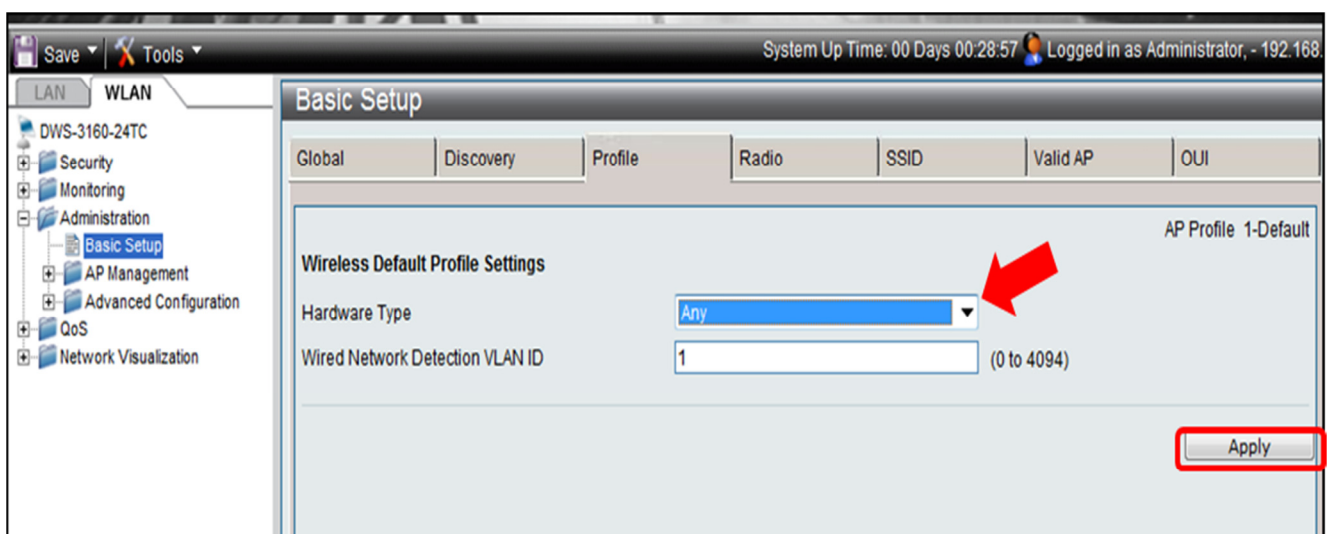 Save Tools System Up Time: 00 Days 00:28:57 Logged in as Administrator, - 192.168.
LAN WLAN
DWS-3160-24TC
Security
Monitoring
Administration
Basic Setup
AP Management
Advanced Configuration
QoS
Network Visualization
Basic Setup
Global Discovery Profile Radio SSID Valid AP OUI
AP Profile 1-Default
Wireless Default Profile Settings
Hardware Type Any
Wired Network Detection VLAN ID 1 (0 to 4094)
Apply